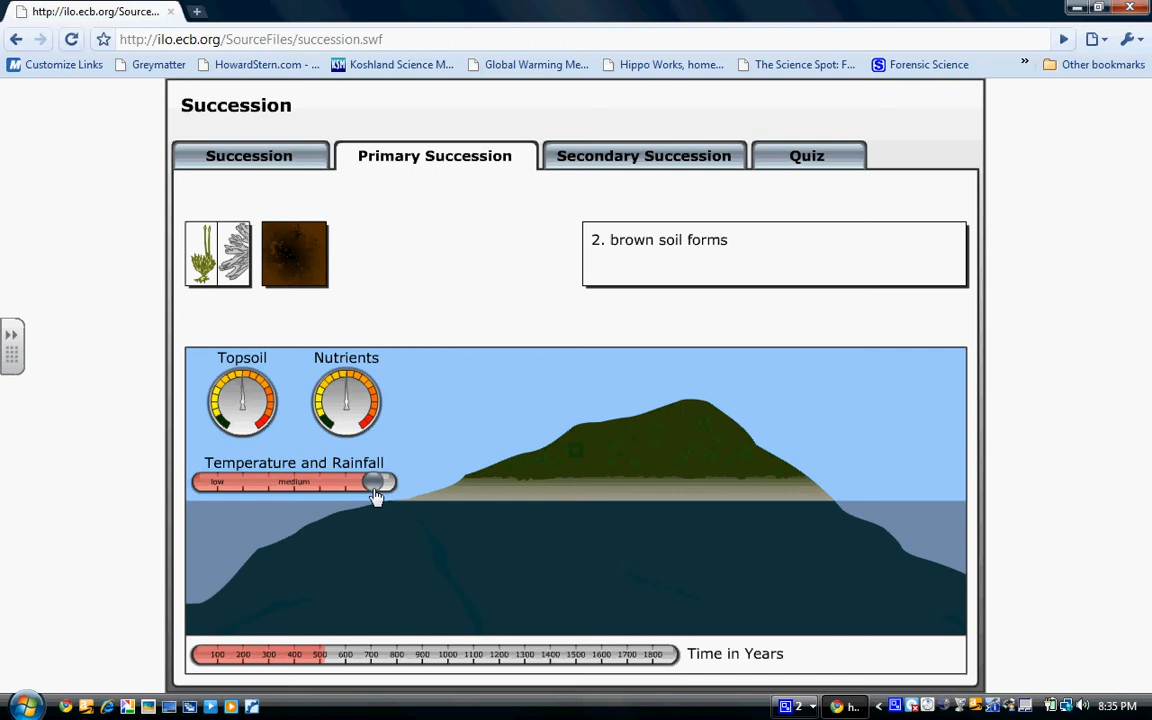 http://ilo.ecb.org/Source...
http://ilo.ecb.org/SourceFiles/succession.swf
Customize Links Greymatter HowardStern.com - ... Koshland Science M... Global Warming Me... Hippo Works, home... The Science Spot: F... Forensic Science » Other bookmarks
Succession
Succession Primary Succession Secondary Succession Quiz
2. brown soil forms
Topsoil Nutrients
Temperature and Rainfall
low medium
100 200 300 400 500 600 700 800 900 1000 1100 1200 1300 1400 1500 1600 1700 1800 Time in Years
2 h.. < 8:35 PM